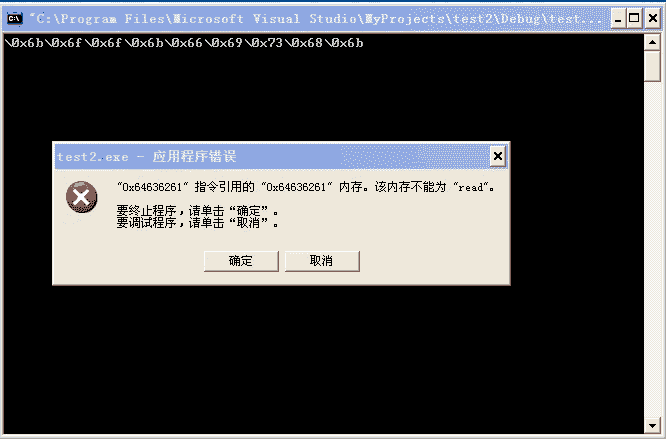 "C:\Program Files\Microsoft Visual Studio\MyProjects\test2\Debug\test...
\0x6b\0x6f\0x6f\0x6b\0x66\0x69\0x73\0x68\0x6b
test2.exe - 应用程序错误
"0x64636261" 指令引用的 "0x64636261" 内存。该内存不能为 "read"。
要终止程序，请单击“确定”。
要调试程序，请单击“取消”。
确定 取消